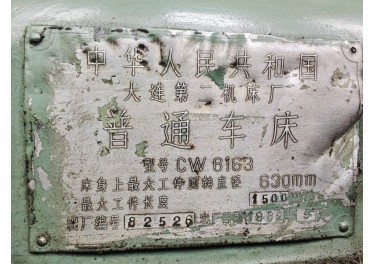 中华人民共和国
大连第二机床厂
普通车床
型号 CW 6163
床身上最大工件回转直径 630mm
最大工件长度 1500
出厂编号 82526 出厂